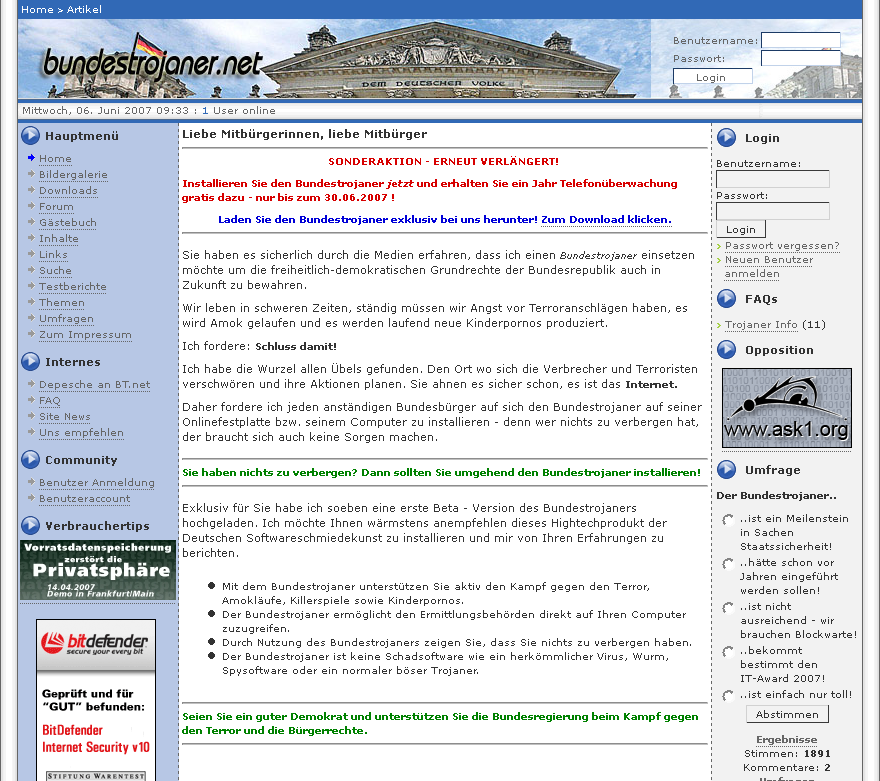 Home > Artikel
bundestrojaner.net
DEM DEUTSCHEN VOLKE
Benutzername:
Passwort:
Login
Mittwoch, 06. Juni 2007 09:33 : 1 User online
Hauptmenü
Home
Bildergalerie
Downloads
Forum
Gästebuch
Inhalte
Links
Suche
Testberichte
Themen
Umfragen
Zum Impressum
Internes
Depesche an BT.net
FAQ
Site News
Uns empfehlen
Community
Benutzer Anmeldung
Benutzeraccount
Verbrauchertips
Vorratsdatenspeicherung
zerstört die
Privatsphäre
14.04.2007
Demo in Frankfurt/Main
bitdefender
secure your every bit
Geprüft und für
“GUT” befunden:
BitDefender
Internet Security v10
STIFTUNG WARENTEST
Liebe Mitbürgerinnen, liebe Mitbürger
SONDERAKTION - ERNEUT VERLÄNGERT!
Installieren Sie den Bundestrojaner jetzt und erhalten Sie ein Jahr Telefonüberwachung
gratis dazu - nur bis zum 30.06.2007 !
Laden Sie den Bundestrojaner exklusiv bei uns herunter! Zum Download klicken.
Sie haben es sicherlich durch die Medien erfahren, dass ich einen Bundestrojaner einsetzen
möchte um die freiheitlich-demokratischen Grundrechte der Bundesrepublik auch in
Zukunft zu bewahren.
Wir leben in schweren Zeiten, ständig müssen wir Angst vor Terroranschlägen haben, es
wird Amok gelaufen und es werden laufend neue Kinderpornos produziert.
Ich fordere: Schluss damit!
Ich habe die Wurzel allen Übels gefunden. Den Ort wo sich die Verbrecher und Terroristen
verschwören und ihre Aktionen planen. Sie ahnen es sicher schon, es ist das Internet.
Daher fordere ich jeden anständigen Bundesbürger auf sich den Bundestrojaner auf seiner
Onlinefestplatte bzw. seinem Computer zu installieren - denn wer nichts zu verbergen hat,
der braucht sich auch keine Sorgen machen.
Sie haben nichts zu verbergen? Dann sollten Sie umgehend den Bundestrojaner installieren!
Exklusiv für Sie habe ich soeben eine erste Beta - Version des Bundestrojaners
hochgeladen. Ich möchte Ihnen wärmstens anempfehlen dieses Hightechprodukt der
Deutschen Softwareschmiedekunst zu installieren und mir von Ihren Erfahrungen zu
berichten.
Mit dem Bundestrojaner unterstützen Sie aktiv den Kampf gegen den Terror,
Amokläufe, Killerspiele sowie Kinderpornos.
Der Bundestrojaner ermöglicht den Ermittlungsbehörden direkt auf Ihren Computer
zuzugreifen.
Durch Nutzung des Bundestrojaners zeigen Sie, dass Sie nichts zu verbergen haben.
Der Bundestrojaner ist keine Schadsoftware wie ein herkömmlicher Virus, Wurm,
Spysoftware oder ein normaler böser Trojaner.
Seien Sie ein guter Demokrat und unterstützen Sie die Bundesregierung beim Kampf gegen
den Terror und die Bürgerrechte.
Login
Benutzername:
Passwort:
Login
Passwort vergessen?
Neuen Benutzer
anmelden
FAQs
Trojaner Info (11)
Opposition
www.ask1.org
Umfrage
Der Bundestrojaner..
..ist ein Meilenstein
in Sachen
Staatssicherheit!
..hätte schon vor
Jahren eingeführt
werden sollen!
..ist nicht
ausreichend - wir
brauchen Blockwarte!
..bekommt
bestimmt den
IT-Award 2007!
..ist einfach nur toll!
Abstimmen
Ergebnisse
Stimmen: 1891
Kommentare: 2
Umfragen